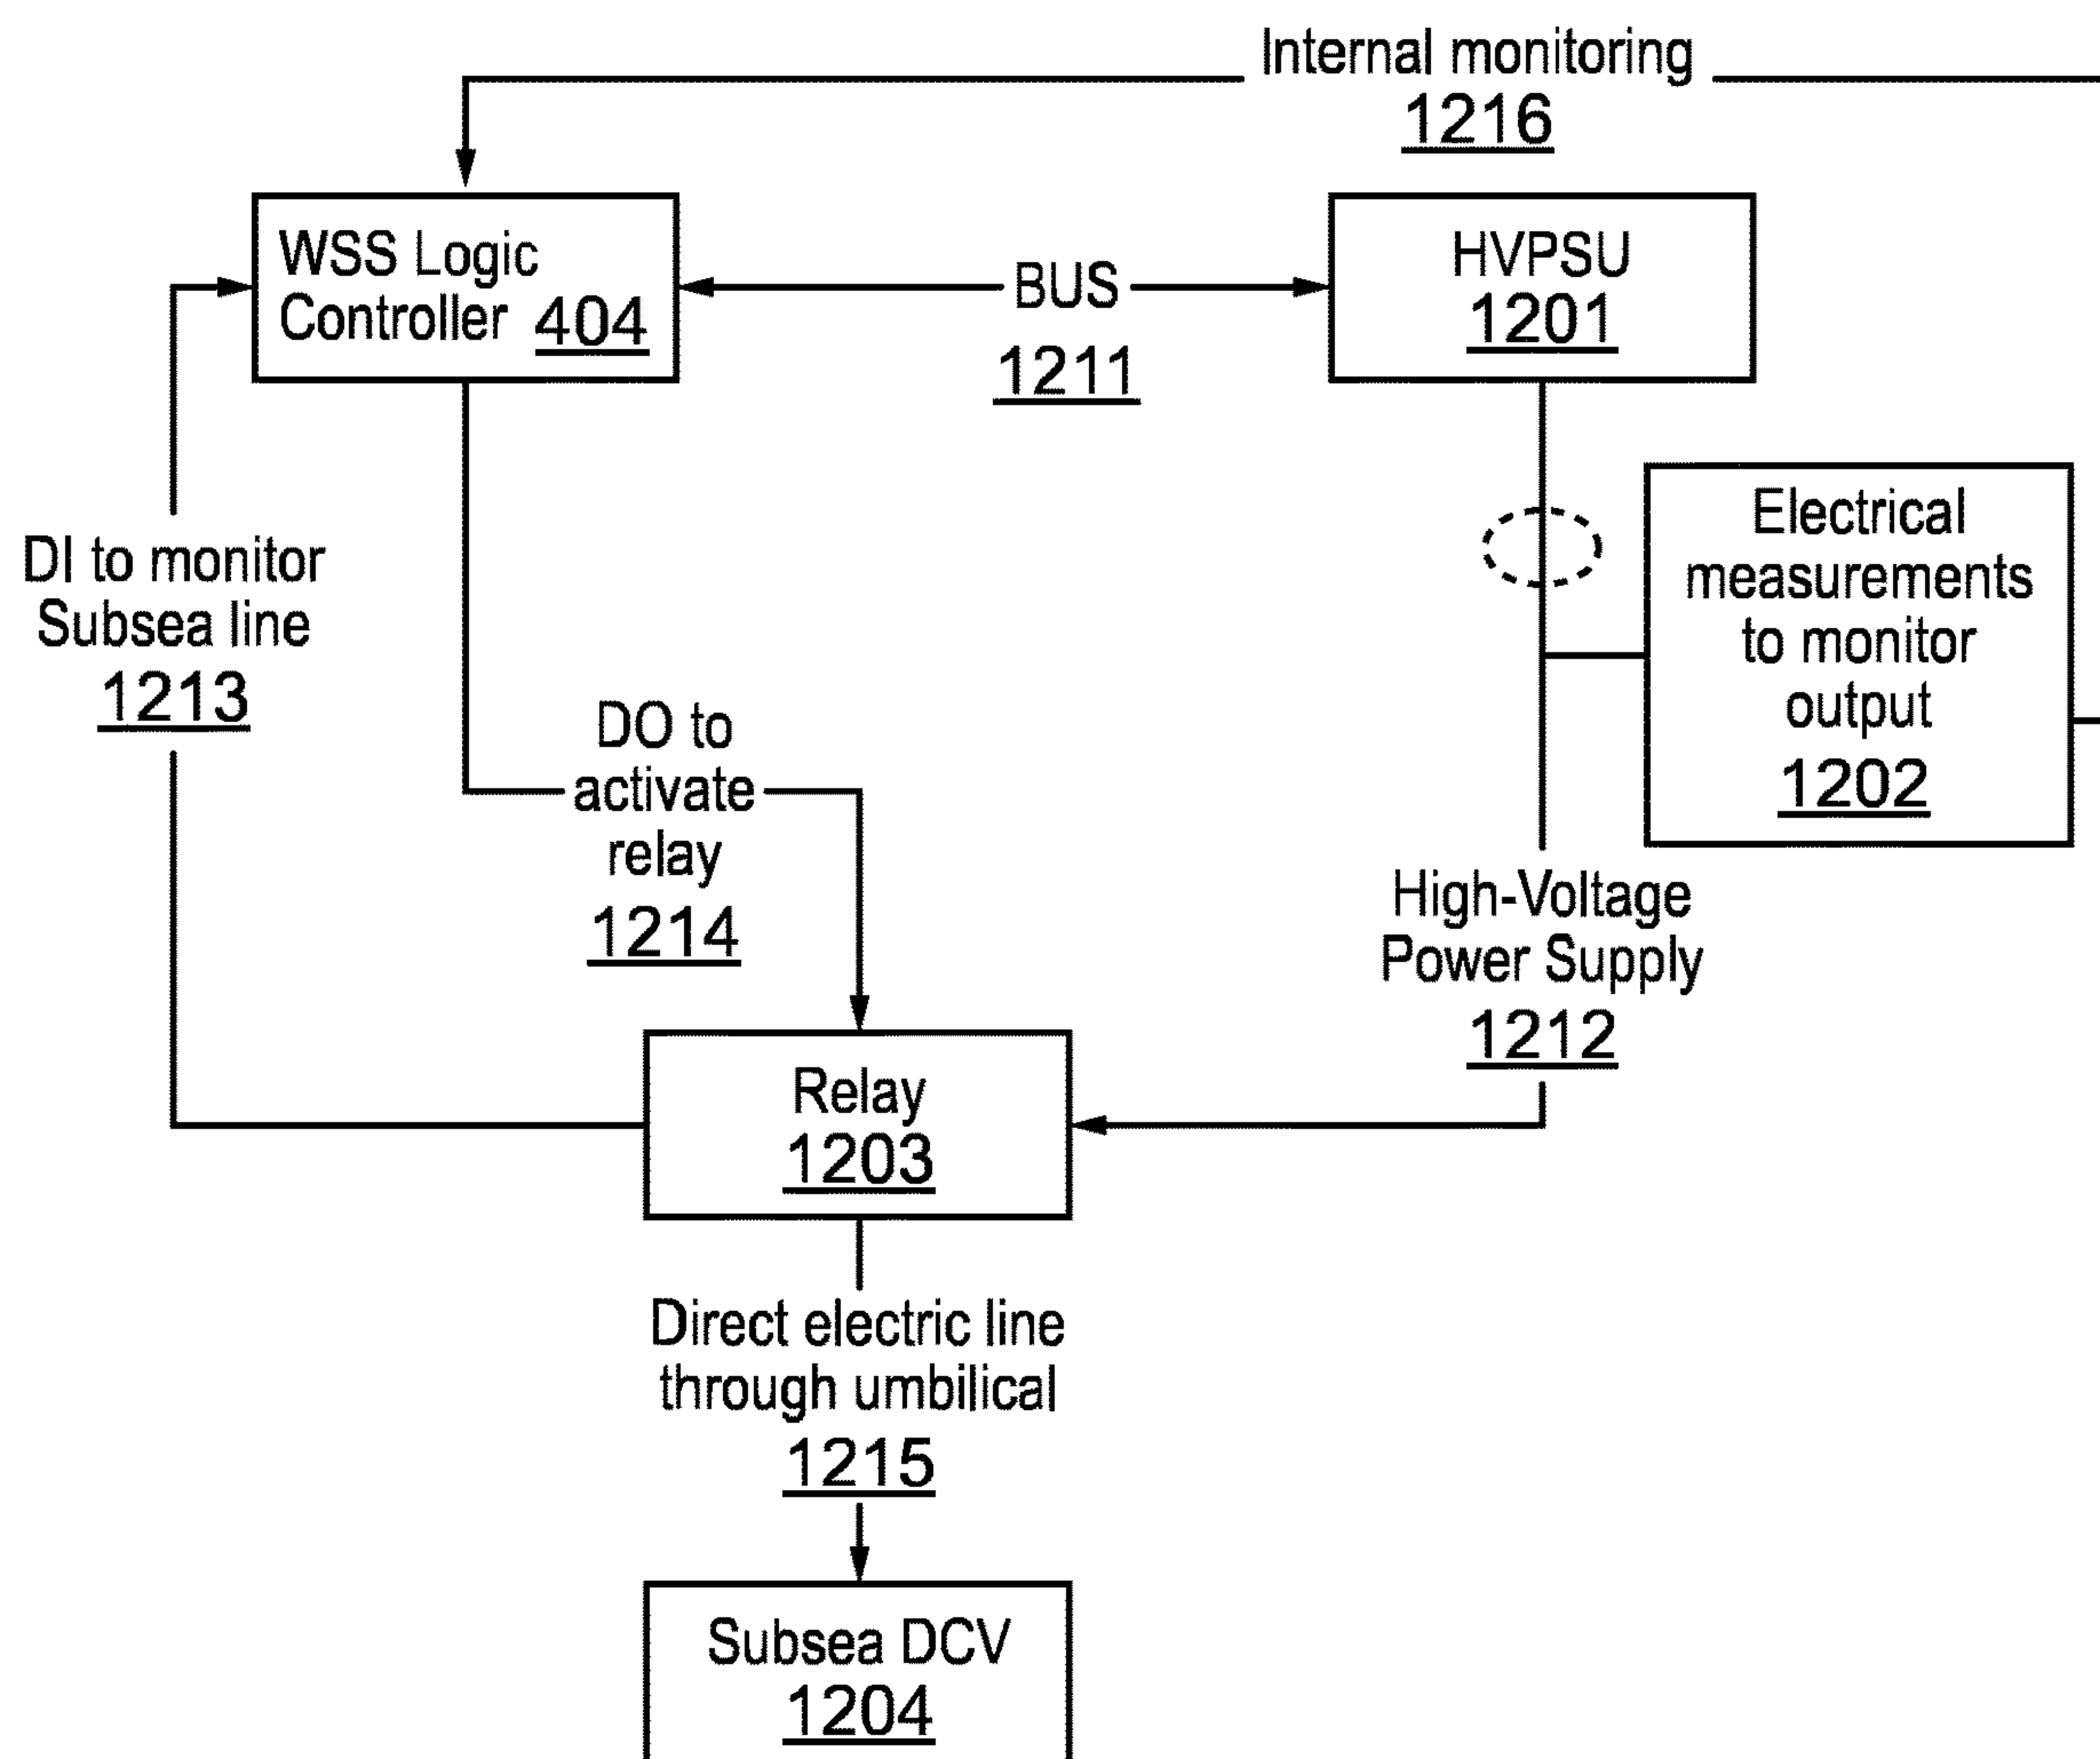 Internal monitoring
1216
WSS Logic
Controller 404
BUS
1211
HVPSU
1201
DI to monitor
Subsea line
1213
DO to
activate
relay
1214
Electrical
measurements
to monitor
output
1202
High-Voltage
Power Supply
1212
Relay
1203
Direct electric line
through umbilical
1215
Subsea DCV
1204